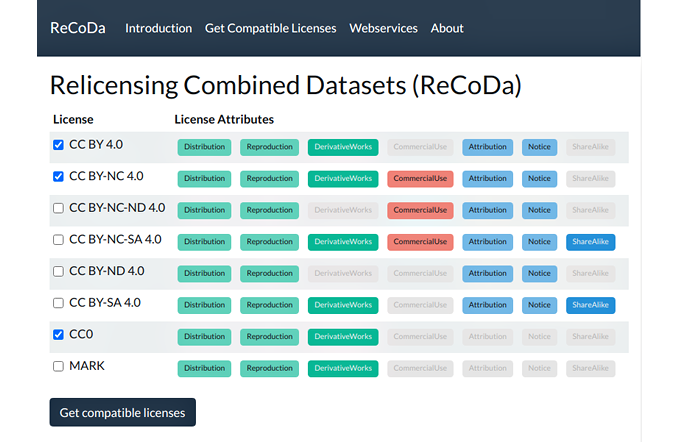 ReCoDa Introduction Get Compatible Licenses Webservices About
Relicensing Combined Datasets (ReCoDa)
License License Attributes
CC BY 4.0 Distribution Reproduction DerivativeWorks CommercialUse Attribution Notice ShareAlike
CC BY-NC 4.0 Distribution Reproduction DerivativeWorks CommercialUse Attribution Notice ShareAlike
CC BY-NC-ND 4.0 Distribution Reproduction DerivativeWorks CommercialUse Attribution Notice ShareAlike
CC BY-NC-SA 4.0 Distribution Reproduction DerivativeWorks CommercialUse Attribution Notice ShareAlike
CC BY-ND 4.0 Distribution Reproduction DerivativeWorks CommercialUse Attribution Notice ShareAlike
CC BY-SA 4.0 Distribution Reproduction DerivativeWorks CommercialUse Attribution Notice ShareAlike
CC0 Distribution Reproduction DerivativeWorks CommercialUse Attribution Notice ShareAlike
MARK Distribution Reproduction DerivativeWorks CommercialUse Attribution Notice ShareAlike
Get compatible licenses